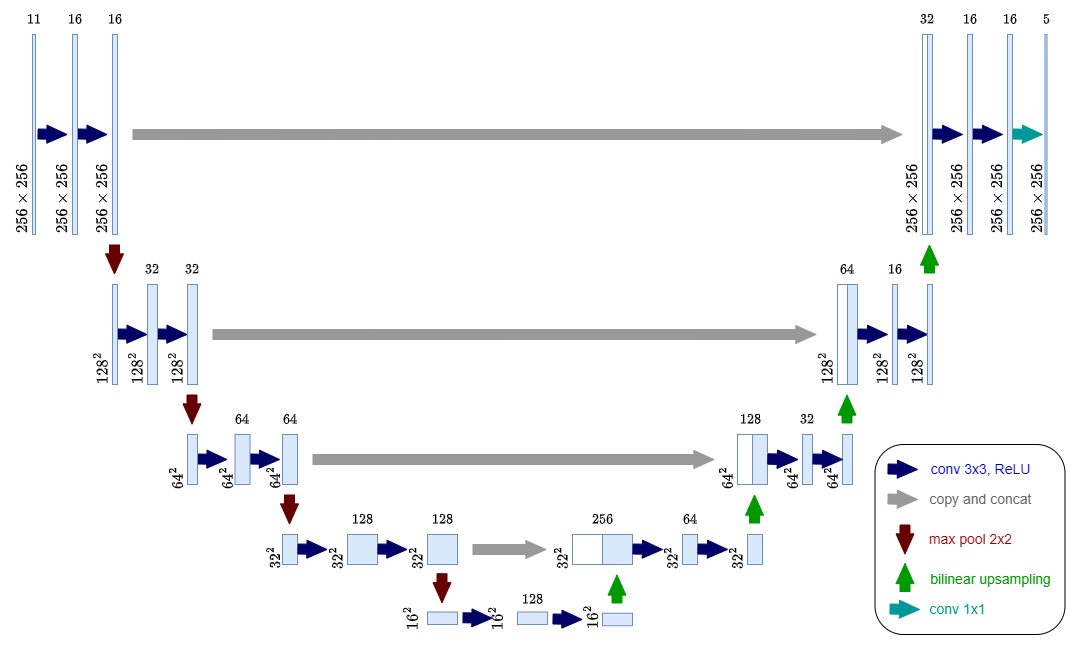 11 16 16 32 16 16 5
256 × 256 256 × 256 256 × 256 256 × 256 256 × 256 256 × 256 256 × 256
32 32 64 16
128² 128² 128² 128² 128² 128²
64 64 128 32
64² 64² 64² 64² 64² 64²
128 128 256 64
32² 32² 32² 32² 32² 32²
128
16² 16² 16²
conv 3x3, ReLU
copy and concat
max pool 2x2
bilinear upsampling
conv 1x1